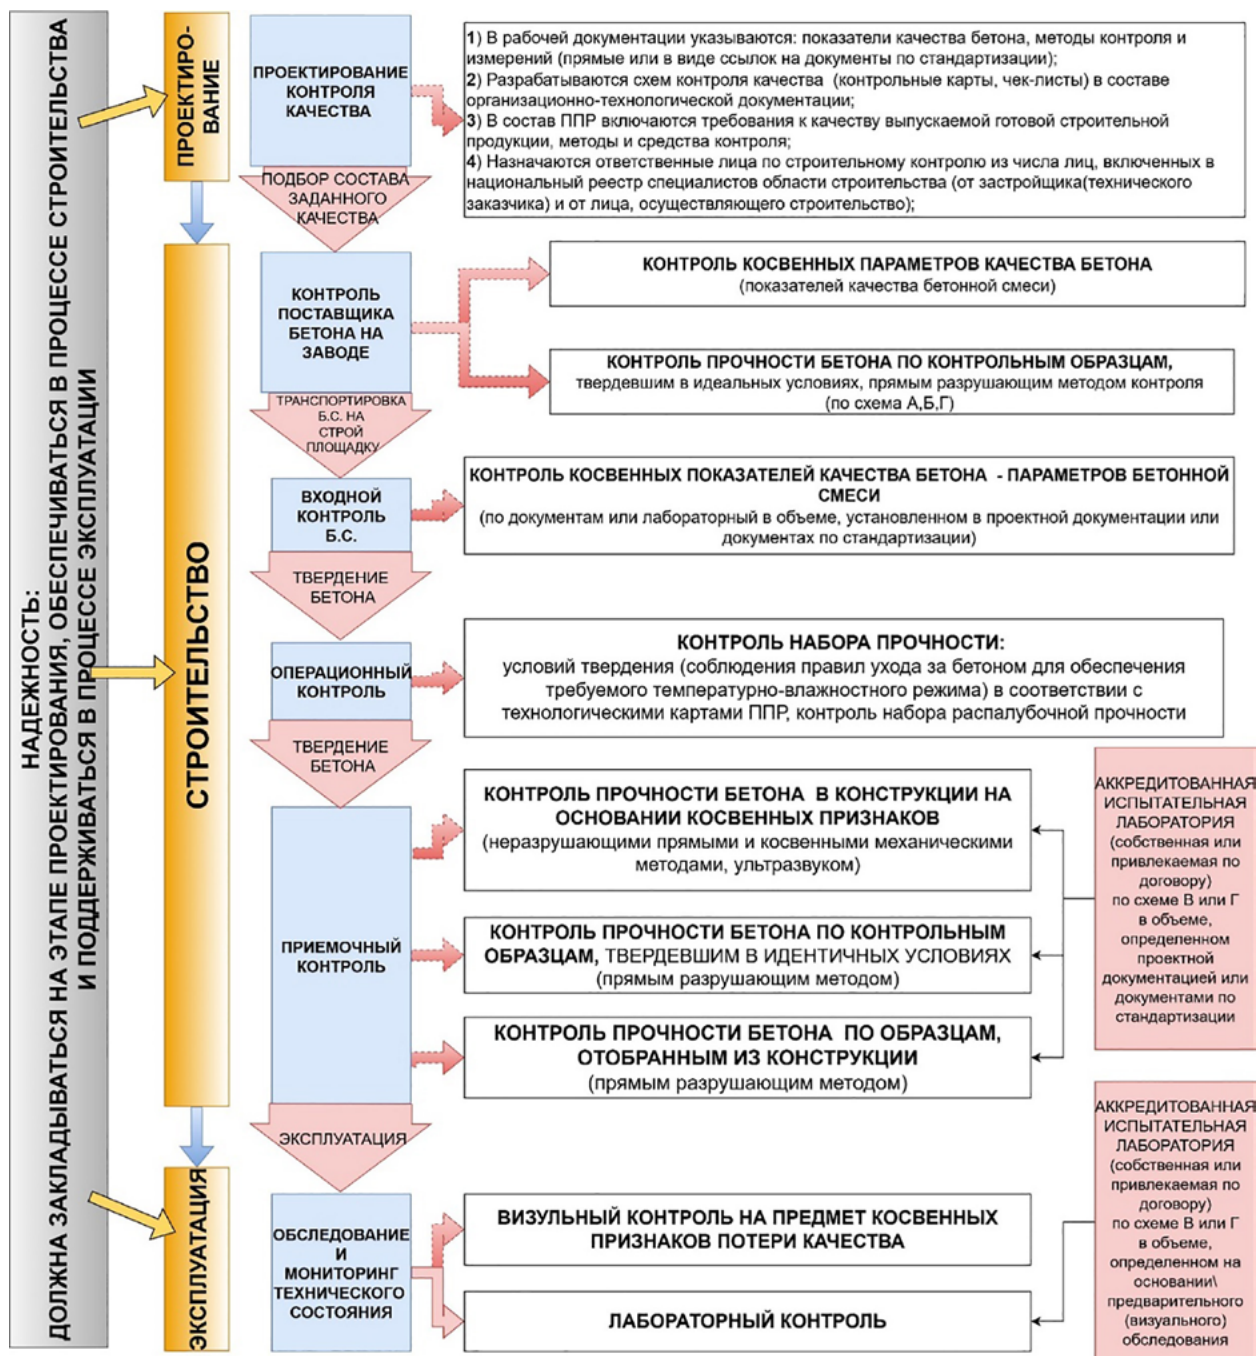 НАДЕЖНОСТЬ:
ДОЛЖНА ЗАКЛАДЫВАТЬСЯ НА ЭТАПЕ ПРОЕКТИРОВАНИЯ, ОБЕСПЕЧИВАТЬСЯ В ПРОЦЕССЕ СТРОИТЕЛЬСТВА
И ПОДДЕРЖИВАТЬСЯ В ПРОЦЕССЕ ЭКСПЛУАТАЦИИ
ПРОЕКТИРО-
ВАНИЕ
ПРОЕКТИРОВАНИЕ
КОНТРОЛЯ
КАЧЕСТВА
1) В рабочей документации указываются: показатели качества бетона, методы контроля и
измерений (прямые или в виде ссылок на документы по стандартизации);
2) Разрабатываются схем контроля качества (контрольные карты, чек-листы) в составе
организационно-технологической документации;
3) В состав ППР включаются требования к качеству выпускаемой готовой строительной
продукции, методы и средства контроля;
4) Назначаются ответственные лица по строительному контролю из числа лиц, включенных в
национальный реестр специалистов области строительства (от застройщика(технического
заказчика) и от лица, осуществляющего строительство);
ПОДБОР СОСТАВА
ЗАДАННОГО
КАЧЕСТВА
СТРОИТЕЛЬСТВО
КОНТРОЛЬ
ПОСТАВЩИКА
БЕТОНА НА
ЗАВОДЕ
КОНТРОЛЬ КОСВЕННЫХ ПАРАМЕТРОВ КАЧЕСТВА БЕТОНА
(показателей качества бетонной смеси)
КОНТРОЛЬ ПРОЧНОСТИ БЕТОНА ПО КОНТРОЛЬНЫМ ОБРАЗЦАМ,
твердевшим в идеальных условиях, прямым разрушающим методом контроля
(по схема А,Б,Г)
ТРАНСПОРТИРОВКА
Б.С. НА
СТРОЙ
ПЛОЩАДКУ
ВХОДНОЙ
КОНТРОЛЬ
Б.С.
КОНТРОЛЬ КОСВЕННЫХ ПОКАЗАТЕЛЕЙ КАЧЕСТВА БЕТОНА - ПАРАМЕТРОВ БЕТОННОЙ
СМЕСИ
(по документам или лабораторный в объеме, установленном в проектной документации или
документах по стандартизации)
ТВЕРДЕНИЕ
БЕТОНА
ОПЕРАЦИОННЫЙ
КОНТРОЛЬ
КОНТРОЛЬ НАБОРА ПРОЧНОСТИ:
условий твердения (соблюдения правил ухода за бетоном для обеспечения
требуемого температурно-влажностного режима) в соответствии с
технологическими картами ППР, контроль набора распалубочной прочности
ТВЕРДЕНИЕ
БЕТОНА
ПРИЕМОЧНЫЙ
КОНТРОЛЬ
КОНТРОЛЬ ПРОЧНОСТИ БЕТОНА В КОНСТРУКЦИИ НА
ОСНОВАНИИ КОСВЕННЫХ ПРИЗНАКОВ
(неразрушающими прямыми и косвенными механическими
методами, ультразвуком)
КОНТРОЛЬ ПРОЧНОСТИ БЕТОНА ПО КОНТРОЛЬНЫМ
ОБРАЗЦАМ, ТВЕРДЕВШИМ В ИДЕНТИЧНЫХ УСЛОВИЯХ
(прямым разрушающим методом)
КОНТРОЛЬ ПРОЧНОСТИ БЕТОНА ПО ОБРАЗЦАМ,
ОТОБРАННЫМ ИЗ КОНСТРУКЦИИ
(прямым разрушающим методом)
АККРЕДИТОВАННАЯ
ИСПЫТАТЕЛЬНАЯ
ЛАБОРАТОРИЯ
(собственная или
привлекаемая по
договору)
по схеме В или Г
в объеме,
определенном
проектной
документацией или
документами по
стандартизации
ЭКСПЛУАТАЦИЯ
ЭКСПЛУАТАЦИЯ
ОБСЛЕДОВАНИЕ
И
МОНИТОРИНГ
ТЕХНИЧЕСКОГО
СОСТОЯНИЯ
ВИЗУЛЬНЫЙ КОНТРОЛЬ НА ПРЕДМЕТ КОСВЕННЫХ
ПРИЗНАКОВ ПОТЕРИ КАЧЕСТВА
ЛАБОРАТОРНЫЙ КОНТРОЛЬ
АККРЕДИТОВАННАЯ
ИСПЫТАТЕЛЬНАЯ
ЛАБОРАТОРИЯ
(собственная или
привлекаемая по
договору)
по схеме В или Г
в объеме,
определенном на
основании\
предварительного
(визуального)
обследования